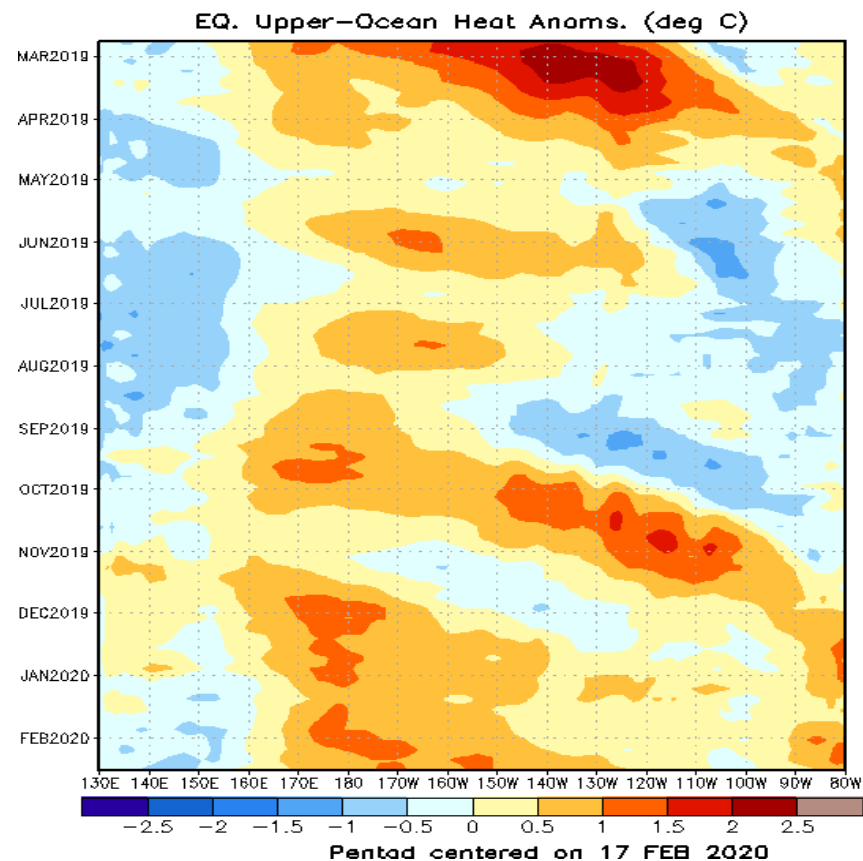 EQ. Upper-Ocean Heat Anoms. (deg C)
MAR2019
APR2019
MAY2019
JUN2019
JUL2019
AUG2019
SEP2019
OCT2019
NOV2019
DEC2019
JAN2020
FEB2020
130E 140E 150E 160E 170E 180 170W 160W 150W 140W 130W 120W 110W 100W 90W 80W
-2.5 -2 -1.5 -1 -0.5 0 0.5 1 1.5 2 2.5
Pentad centered on 17 FEB 2020